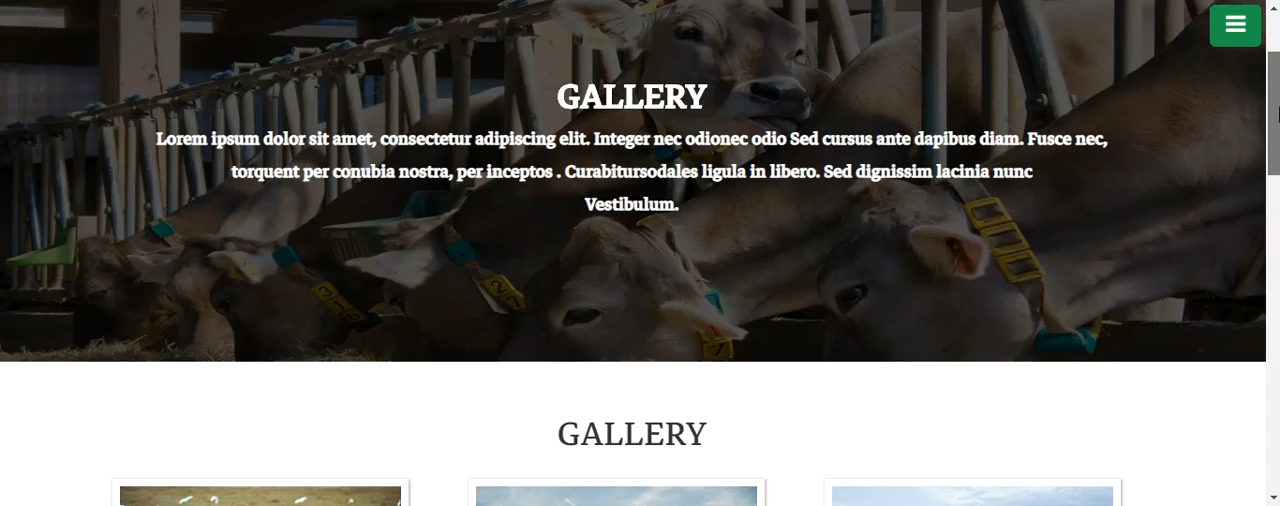 GALLERY
Lorem ipsum dolor sit amet, consectetur adipiscing elit. Integer nec odionec odio Sed cursus ante dapibus diam. Fusce nec,
torquent per conubia nostra, per inceptos . Curabitursodales ligula in libero. Sed dignissim lacinia nunc
Vestibulum.
27
GALLERY